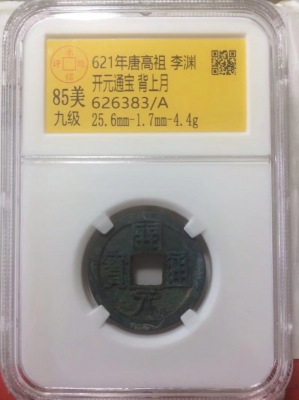 621年唐高祖 李渊
开元通宝 背上月
85美
626383/A
九级
25.6mm-1.7mm-4.4g
開
通
元
寶